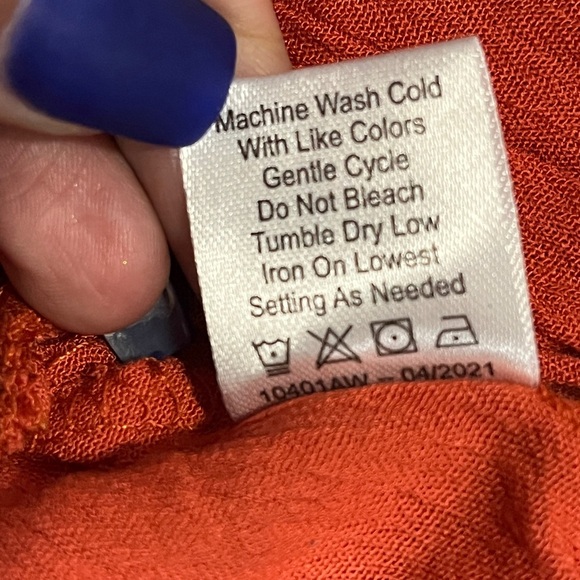 Machine Wash Cold
With Like Colors
Gentle Cycle
Do Not Bleach
Tumble Dry Low
Iron On Lowest
Setting As Needed
10401AW – 04/2021